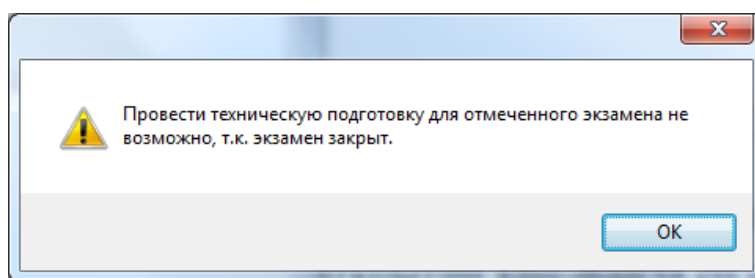 Провести техническую подготовку для отмеченного экзамена не
возможно, т.к. экзамен закрыт.
OK